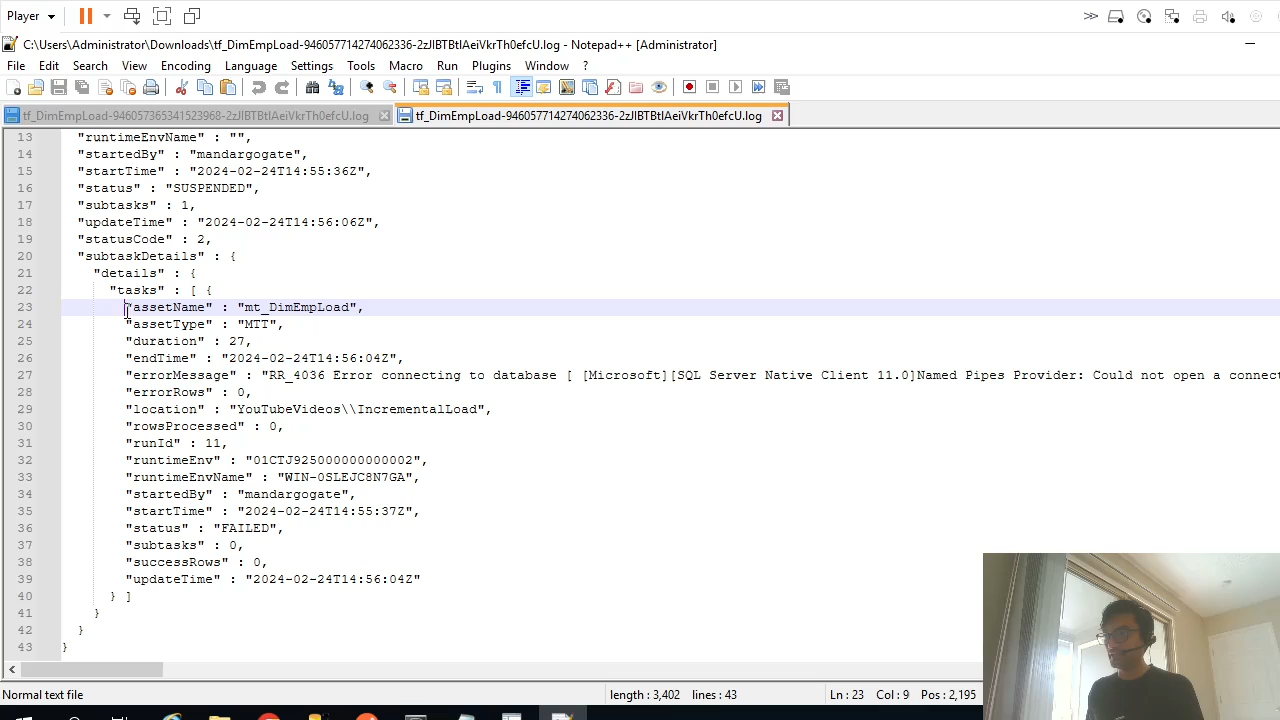 Player
C:\Users\Administrator\Downloads\tf_DimEmpLoad-946057714274062336-2zJlBTBtlAeiVkrTh0efcU.log - Notepad++ [Administrator]
File Edit Search View Encoding Language Settings Tools Macro Run Plugins Window ?
tf_DimEmpLoad-946057365341523968-2zJlBTBtlAeiVkrTh0efcU.log tf_DimEmpLoad-946057714274062336-2zJlBTBtlAeiVkrTh0efcU.log
13 "runtimeEnvName" : "",
14 "startedBy" : "mandargogate",
15 "startTime" : "2024-02-24T14:55:36Z",
16 "status" : "SUSPENDED",
17 "subtasks" : 1,
18 "updateTime" : "2024-02-24T14:56:06Z",
19 "statusCode" : 2,
20 "subtaskDetails" : {
21 "details" : {
22 "tasks" : [ {
23 "assetName" : "mt_DimEmpLoad",
24 "assetType" : "MTT",
25 "duration" : 27,
26 "endTime" : "2024-02-24T14:56:04Z",
27 "errorMessage" : "RR_4036 Error connecting to database [ [Microsoft][SQL Server Native Client 11.0]Named Pipes Provider: Could not open a connect
28 "errorRows" : 0,
29 "location" : "YouTubeVideos\\IncrementalLoad",
30 "rowsProcessed" : 0,
31 "runId" : 11,
32 "runtimeEnv" : "01CTJ925000000000002",
33 "runtimeEnvName" : "WIN-0SLEJC8N7GA",
34 "startedBy" : "mandargogate",
35 "startTime" : "2024-02-24T14:55:37Z",
36 "status" : "FAILED",
37 "subtasks" : 0,
38 "successRows" : 0,
39 "updateTime" : "2024-02-24T14:56:04Z"
40 } ]
41 }
42 }
43 }
Normal text file length : 3,402 lines : 43 Ln : 23 Col : 9 Pos : 2,195